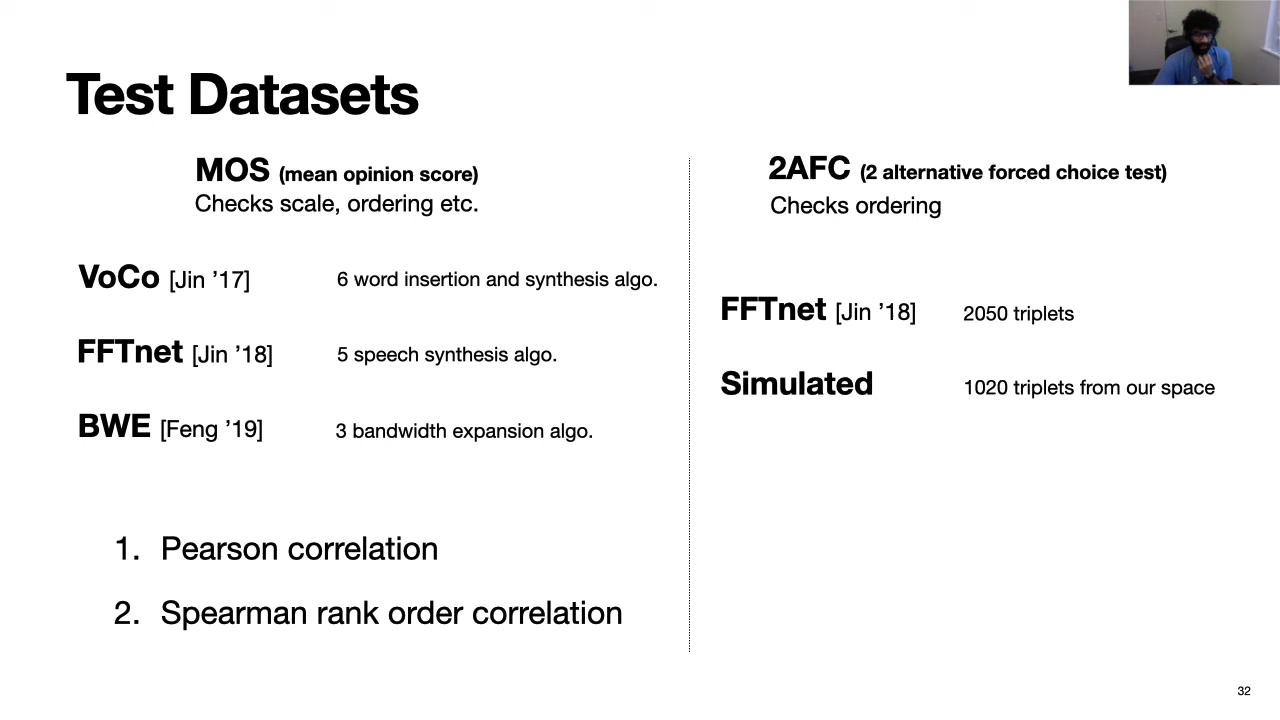 Test Datasets
MOS (mean opinion score)
Checks scale, ordering etc.
VoCo [Jin ’17] 6 word insertion and synthesis algo.
FFTnet [Jin ’18] 5 speech synthesis algo.
BWE [Feng ’19] 3 bandwidth expansion algo.
1. Pearson correlation
2. Spearman rank order correlation
2AFC (2 alternative forced choice test)
Checks ordering
FFTnet [Jin ’18] 2050 triplets
Simulated 1020 triplets from our space
32